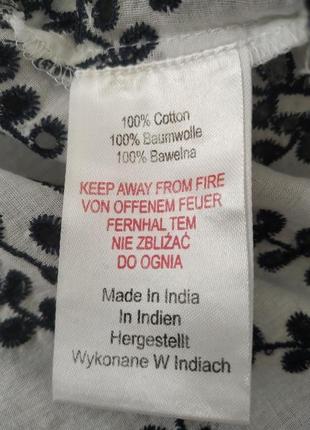 100% Cotton
100% Baumwolle
100% Bawelna
KEEP AWAY FROM FIRE
VON OFFENEM FEUER
FERNHAL TEM
NIE ZBLIŻAĆ
DO OGNIA
Made In India
In Indien
Hergestellt
Wykonane W Indiach